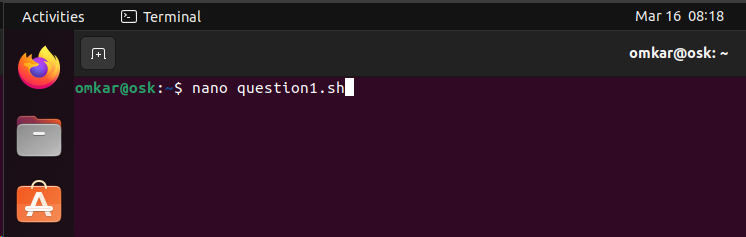 Activities Terminal Mar 16 08:18
omkar@osk: ~
omkar@osk:~$ nano question1.sh